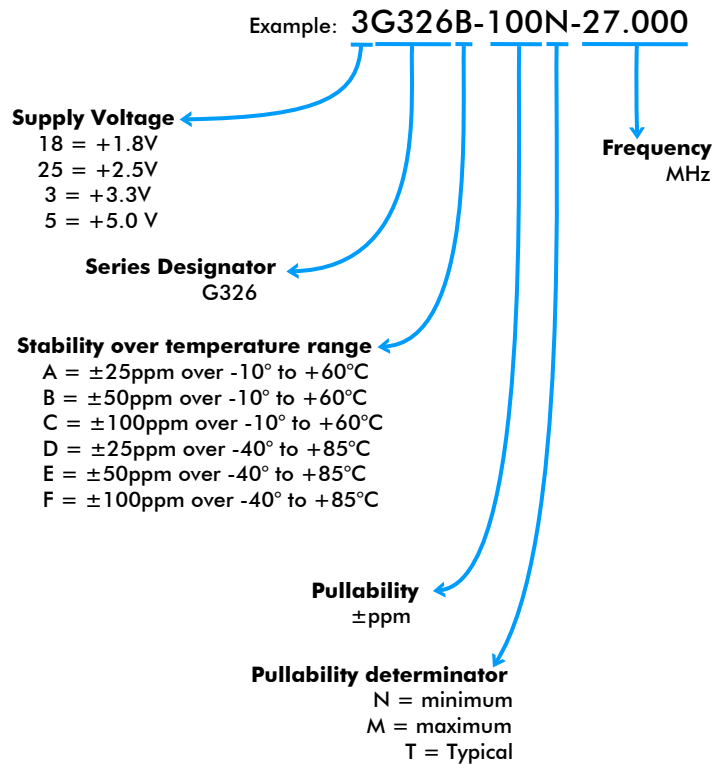 Example: 3G326B-100N-27.000
Supply Voltage
18 = +1.8V
25 = +2.5V
3 = +3.3V
5 = +5.0 V
Frequency
MHz
Series Designator
G326
Stability over temperature range
A = ±25ppm over -10° to +60°C
B = ±50ppm over -10° to +60°C
C = ±100ppm over -10° to +60°C
D = ±25ppm over -40° to +85°C
E = ±50ppm over -40° to +85°C
F = ±100ppm over -40° to +85°C
Pullability
±ppm
Pullability determinator
N = minimum
M = maximum
T = Typical